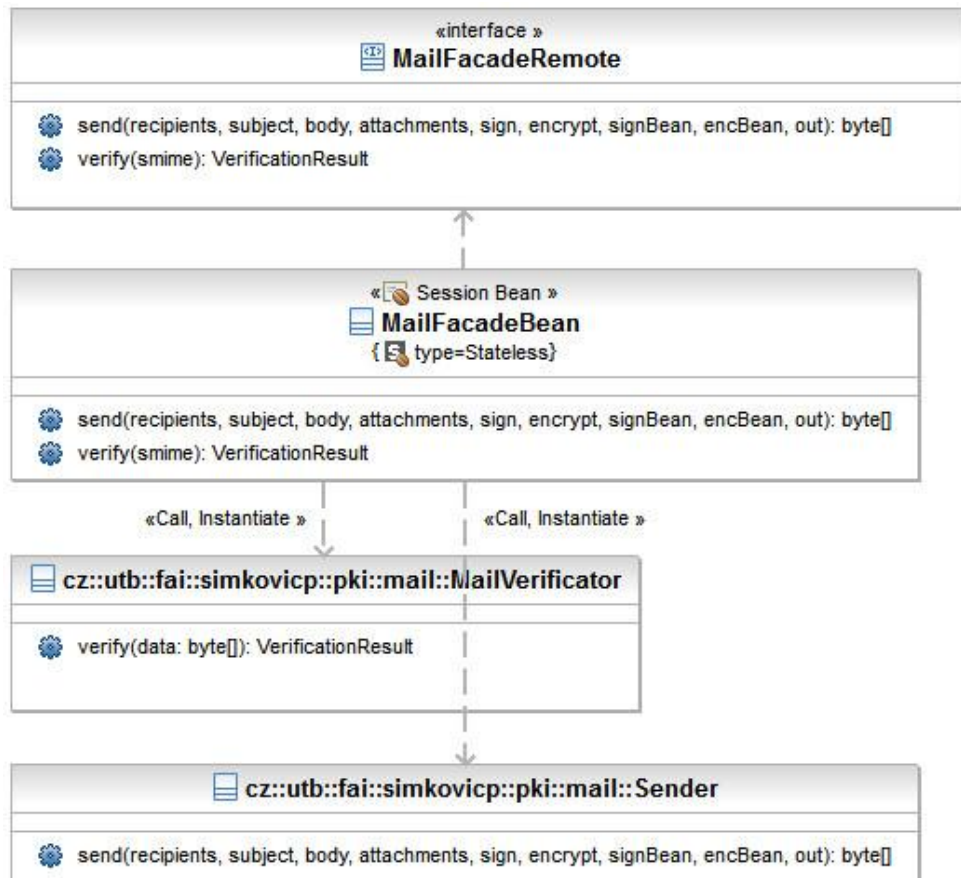 «interface »
MailFacadeRemote
send(recipients, subject, body, attachments, sign, encrypt, signBean, encBean, out): byte[]
verify(smime): VerificationResult
« Session Bean »
MailFacadeBean
{ type=Stateless}
send(recipients, subject, body, attachments, sign, encrypt, signBean, encBean, out): byte[]
verify(smime): VerificationResult
«Call, Instantiate » «Call, Instantiate »
cz::utb::fai::simkovicp::pki::mail::MailVerificator
verify(data: byte[]): VerificationResult
cz::utb::fai::simkovicp::pki::mail::Sender
send(recipients, subject, body, attachments, sign, encrypt, signBean, encBean, out): byte[]